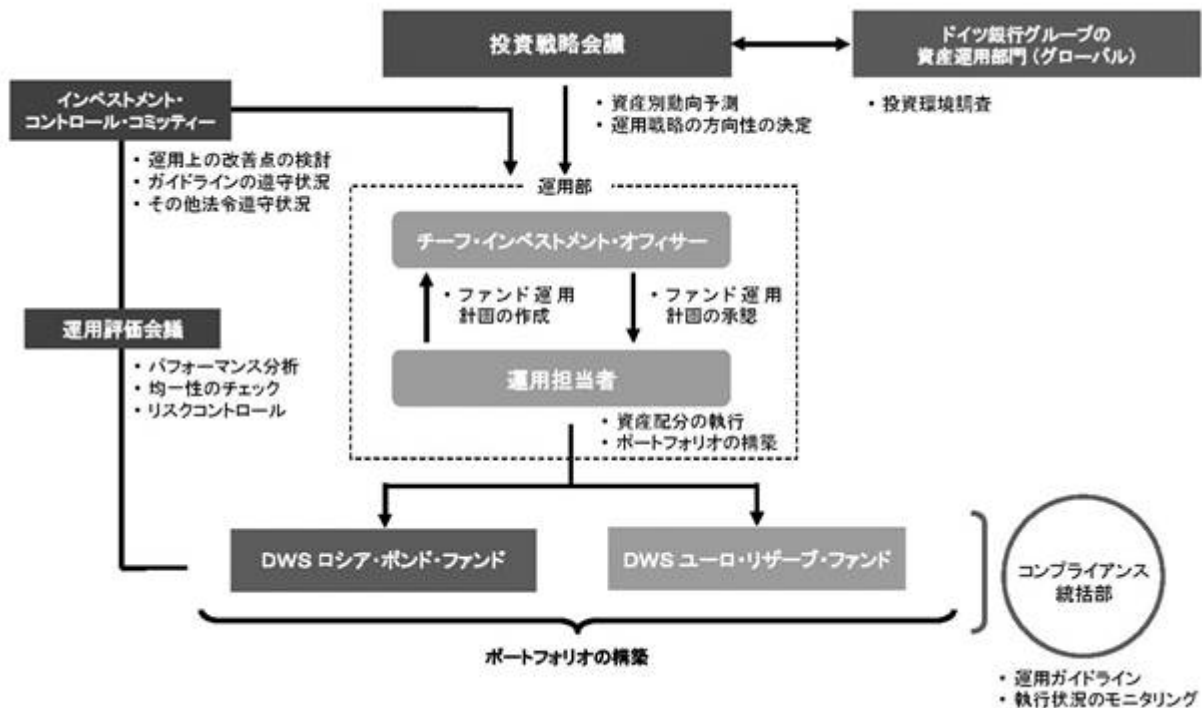 投資戦略会議
ドイツ銀行グループの
資産運用部門(グローバル)
・資産別動向予測
・運用戦略の方向性の決定
・投資環境調査
インベストメント・
コントロール・コミッティー
・運用上の改善点の検討
・ガイドラインの遵守状況
・その他法令遵守状況
運用部
チーフ・インベストメント・オフィサー
・ファンド運用
計画の作成
・ファンド運用
計画の承認
運用評価会議
・パフォーマンス分析
・均一性のチェック
・リスクコントロール
運用担当者
・資産配分の執行
・ポートフォリオの構築
DWS ロシア・ボンド・ファンド
DWS ユーロ・リザーブ・ファンド
コンプライアンス
統括部
ポートフォリオの構築
・運用ガイドライン
・執行状況のモニタリング